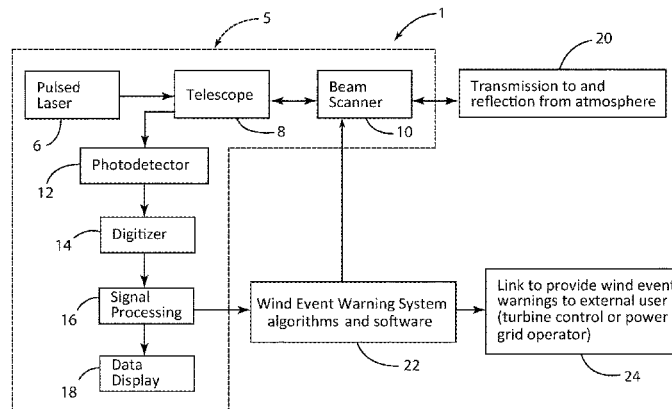 5
1
20
Pulsed
Laser
6
Telescope
8
Beam
Scanner
10
Transmission to and
reflection from atmosphere
Photodetector
12
Digitizer
14
Signal
Processing
16
Wind Event Warning System
algorithms and software
22
Link to provide wind event
warnings to external user
(turbine control or power
grid operator)
24
Data
Display
18